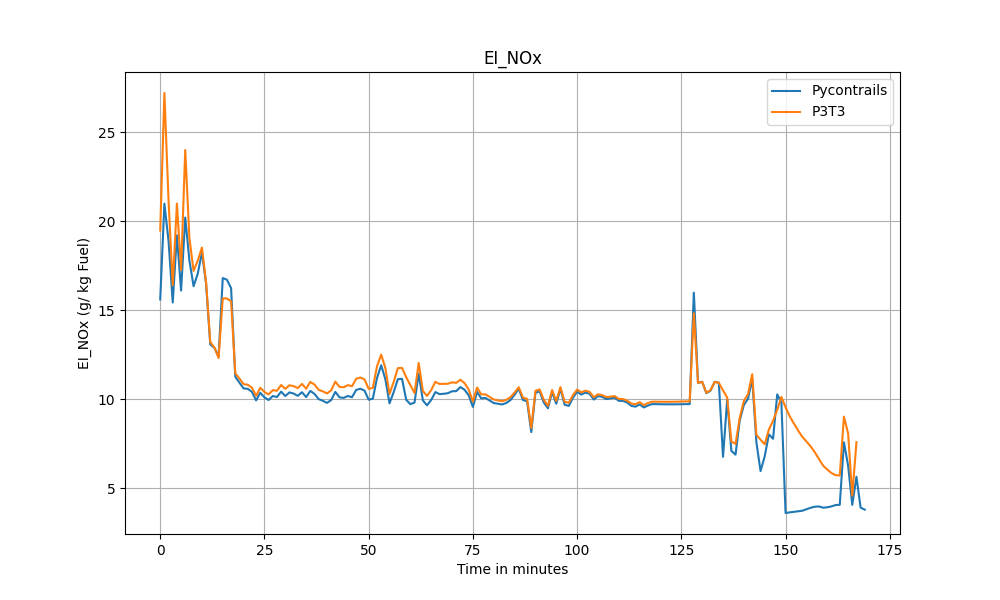 EI_NOx
Pycontrails
P3T3
EI_NOx (g/ kg Fuel)
25
20
15
10
5
0 25 50 75 100 125 150 175
Time in minutes